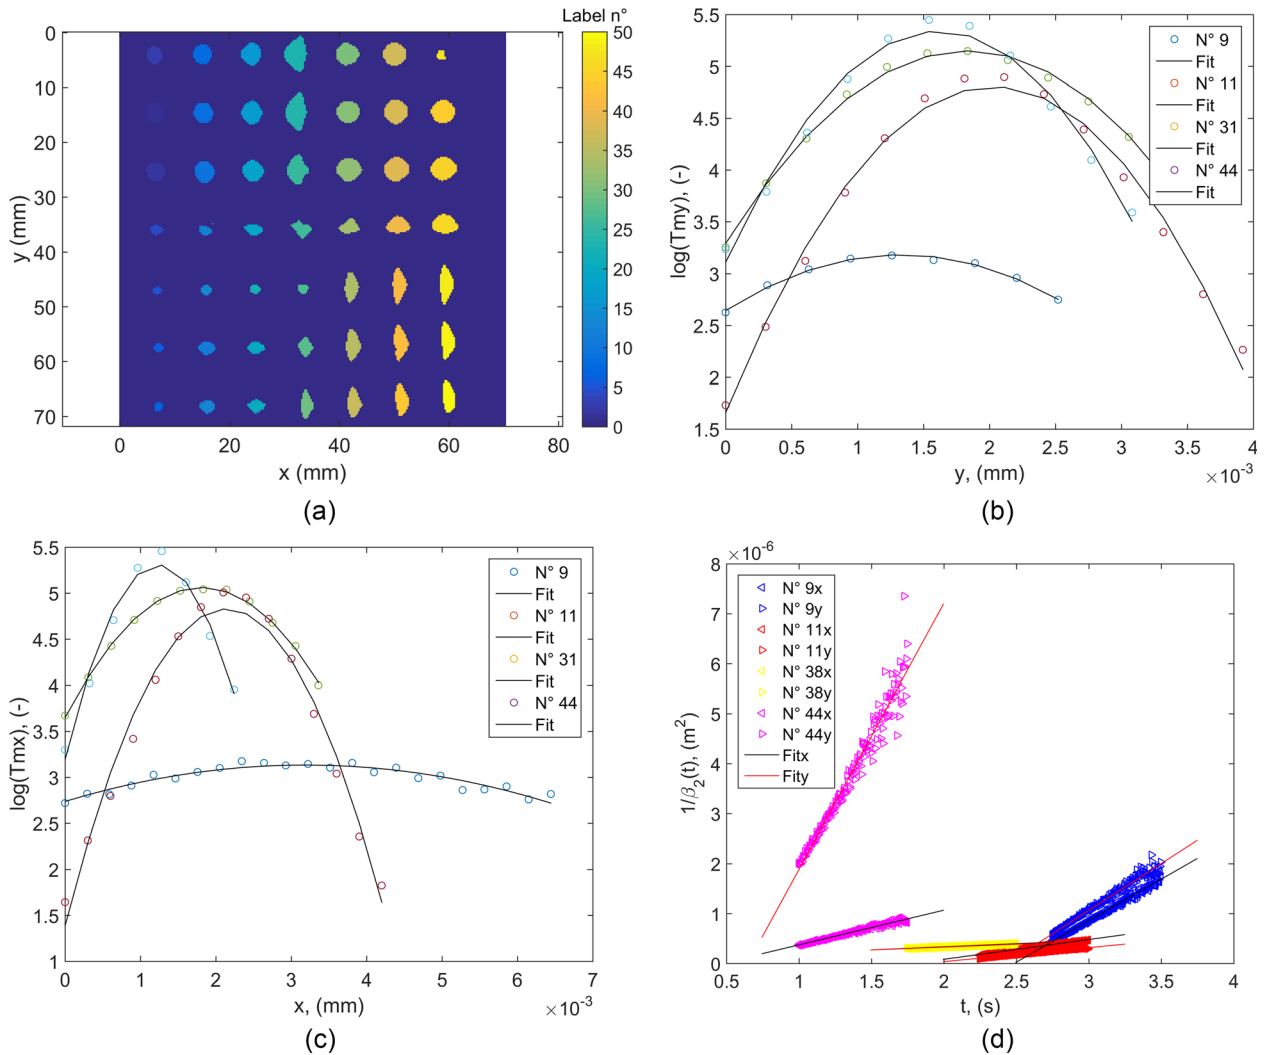 Label n°
0
10
20
30
40
50
60
70
y (mm)
0
20
40
60
80
x (mm)
50
45
40
35
30
25
20
15
10
5
0
(a)
5.5
5
4.5
4
3.5
3
2.5
2
1.5
log(Tmy), (-)
N° 9
Fit
N° 11
Fit
N° 31
Fit
N° 44
Fit
0 0.5 1 1.5 2 2.5 3 3.5 4
y, (mm)
×10⁻³
(b)
5.5
5
4.5
4
3.5
3
2.5
2
1.5
1
log(Tmx), (-)
N° 9
Fit
N° 11
Fit
N° 31
Fit
N° 44
Fit
0 1 2 3 4 5 6 7
x, (mm)
×10⁻³
(c)
×10⁻⁶
8
7
6
5
4
3
2
1
0
1/β₂(t), (m²)
N° 9x
N° 9y
N° 11x
N° 11y
N° 38x
N° 38y
N° 44x
N° 44y
Fitx
Fity
0.5 1 1.5 2 2.5 3 3.5 4
t, (s)
(d)